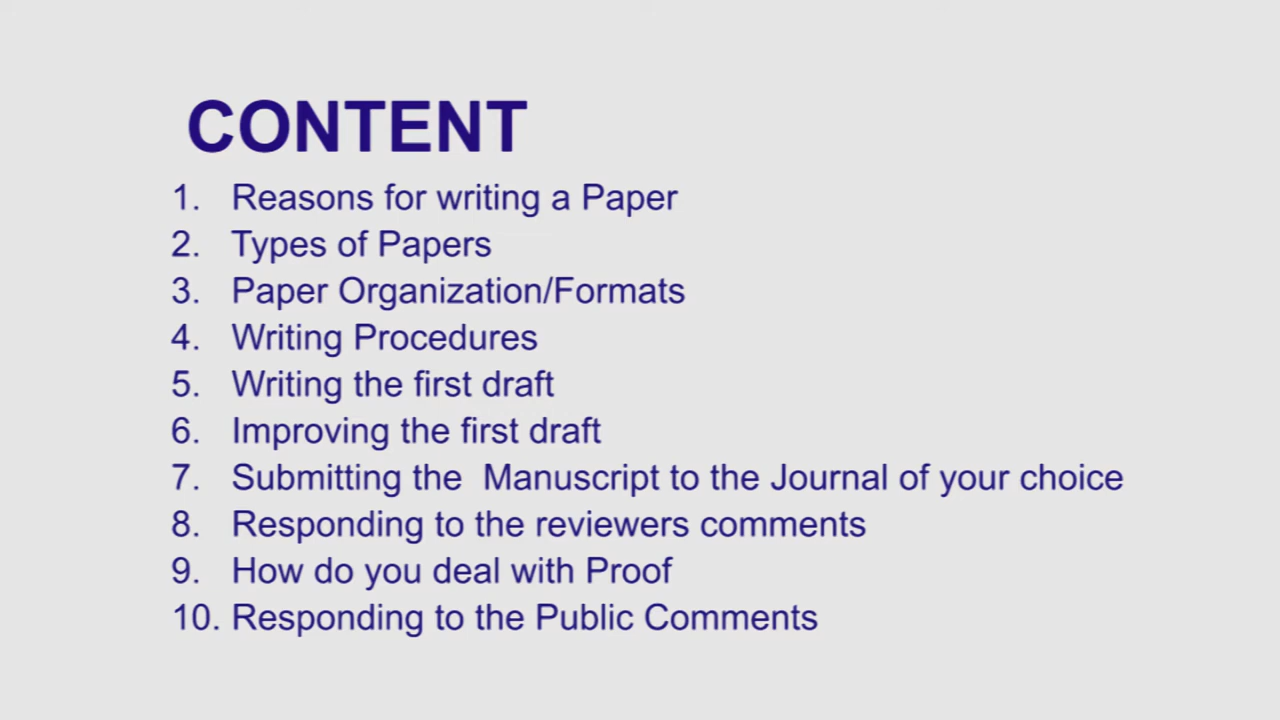 CONTENT
1. Reasons for writing a Paper
2. Types of Papers
3. Paper Organization/Formats
4. Writing Procedures
5. Writing the first draft
6. Improving the first draft
7. Submitting the  Manuscript to the Journal of your choice
8. Responding to the reviewers comments
9. How do you deal with Proof
10. Responding to the Public Comments